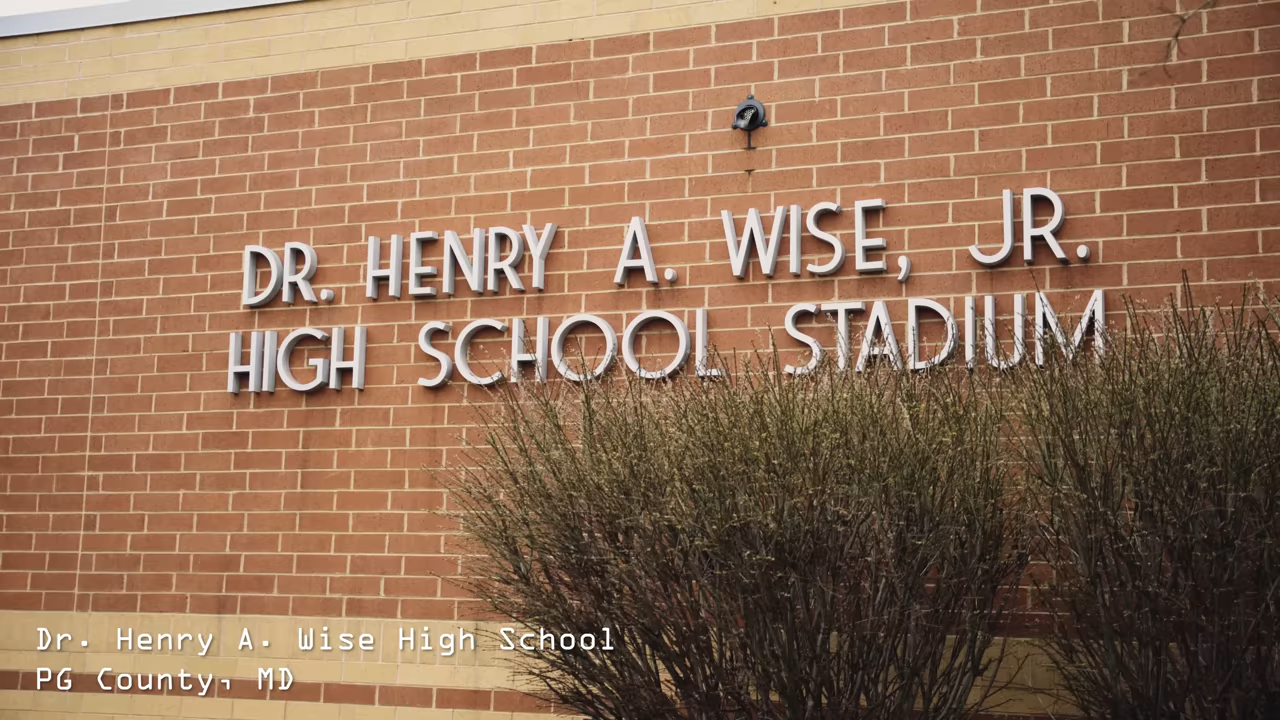 DR. HENRY A. WISE, JR.
HIGH SCHOOL STADIUM
Dr. Henry A. Wise High School
PG County, MD